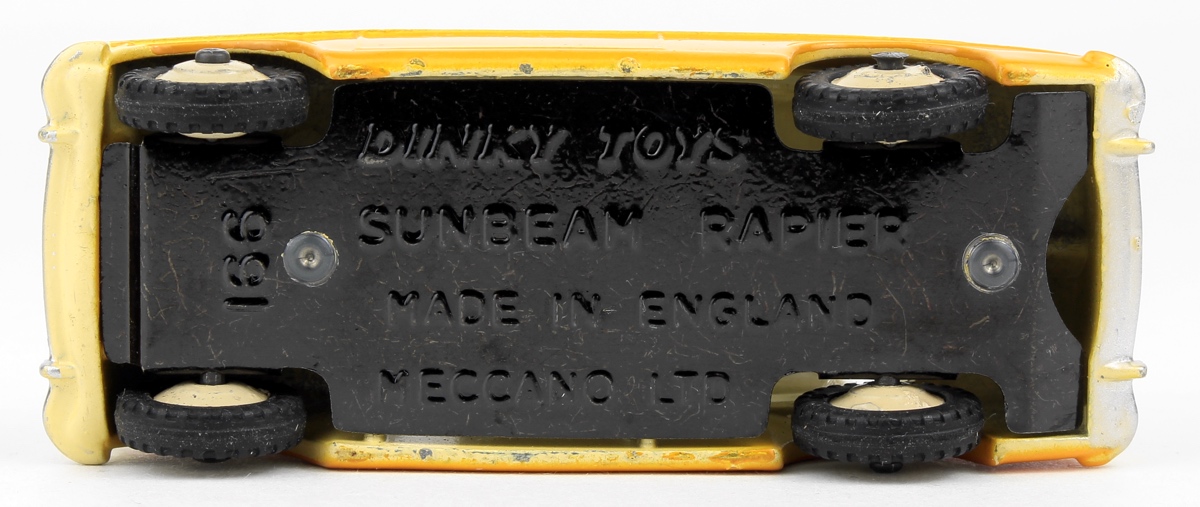 DINKY TOYS
SUNBEAM RAPIER
166
MADE IN ENGLAND
MECCANO LTD